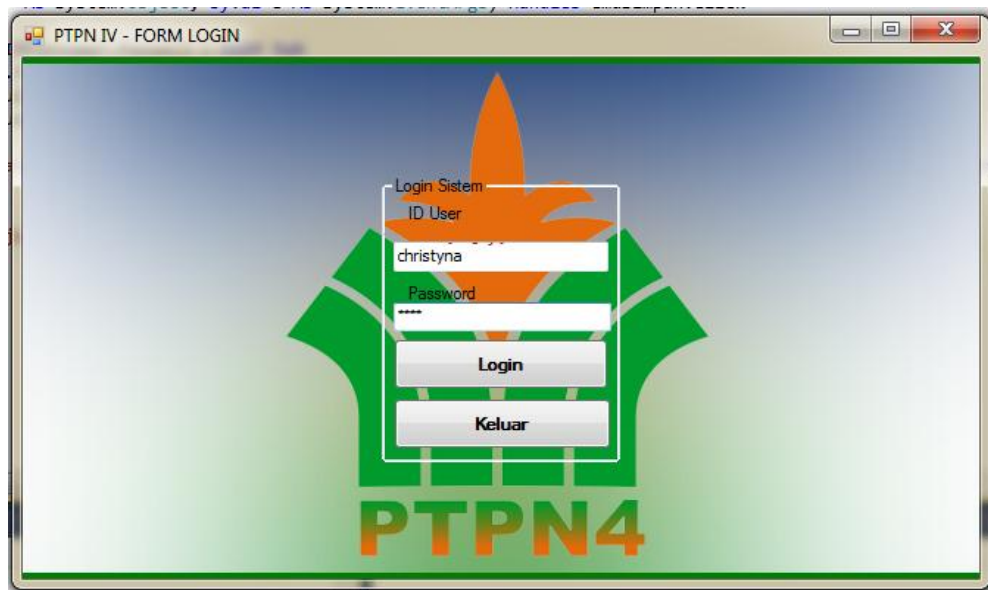 PTPN IV - FORM LOGIN
Login Sistem
ID User
christyna
Password
****
Login
Keluar
PTPN4